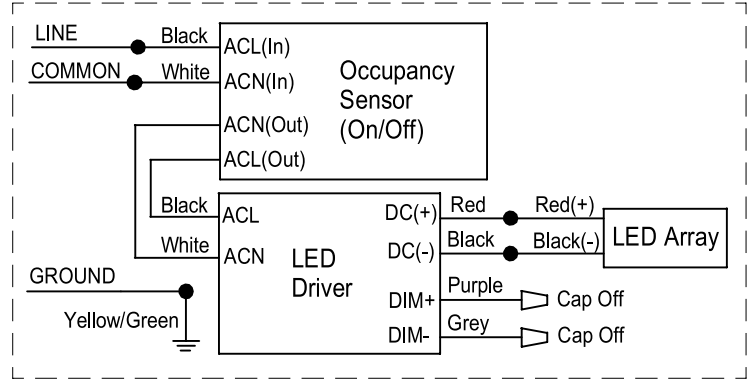 LINE
Black
ACL(In)
COMMON
White
ACN(In)
Occupancy
Sensor
(On/Off)
ACN(Out)
ACL(Out)
Black
ACL
White
ACN
LED
Driver
DC(+)
Red
Red(+)
DC(-)
Black
Black(-)
LED Array
DIM+
Purple
Cap Off
DIM-
Grey
Cap Off
GROUND
Yellow/Green